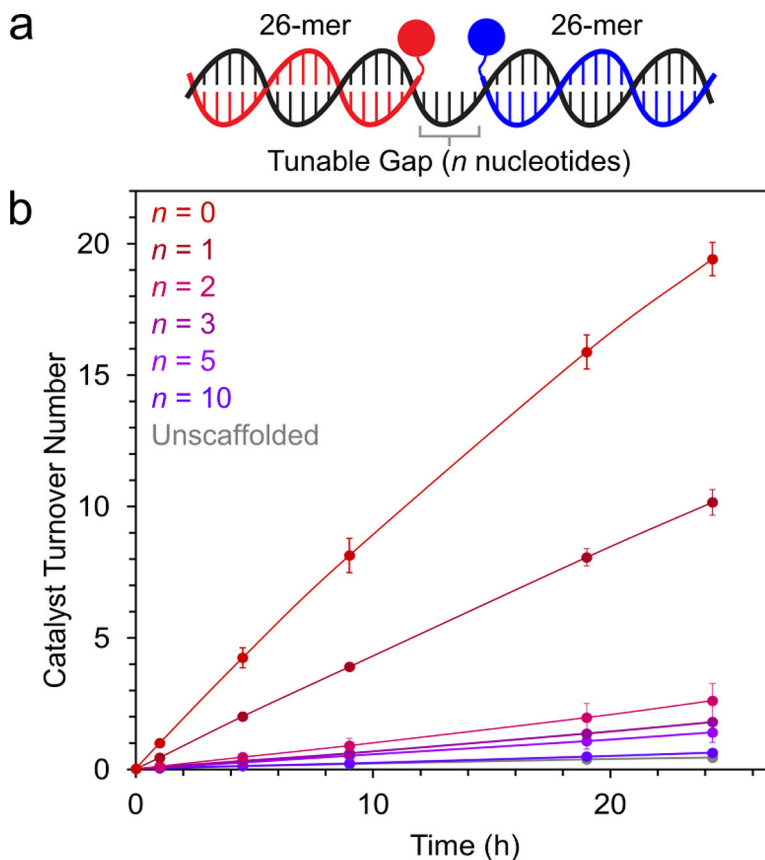 a
26-mer 26-mer
Tunable Gap (n nucleotides)
b
n = 0
n = 1
n = 2
n = 3
n = 5
n = 10
Unscaffolded
Catalyst Turnover Number
20
15
10
5
0
0 10 20
Time (h)